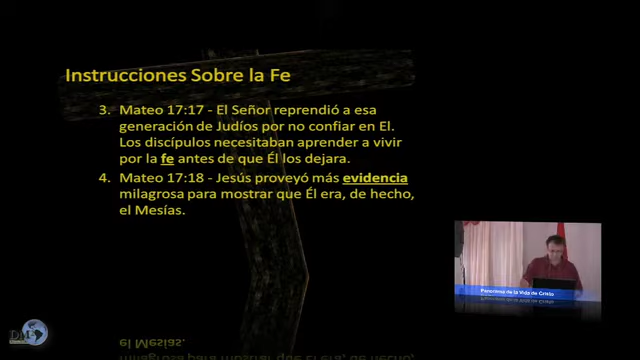 Instrucciones Sobre la Fe
3. Mateo 17:17 - El Señor reprendió a esa
generación de Judíos por no confiar en El.
Los discípulos necesitaban aprender a vivir
por la fe antes de que Él los dejara.
4. Mateo 17:18 - Jesús proveyó más evidencia
milagrosa para mostrar que Él era, de hecho,
el Mesías.
Panorama de la Vida de Cristo